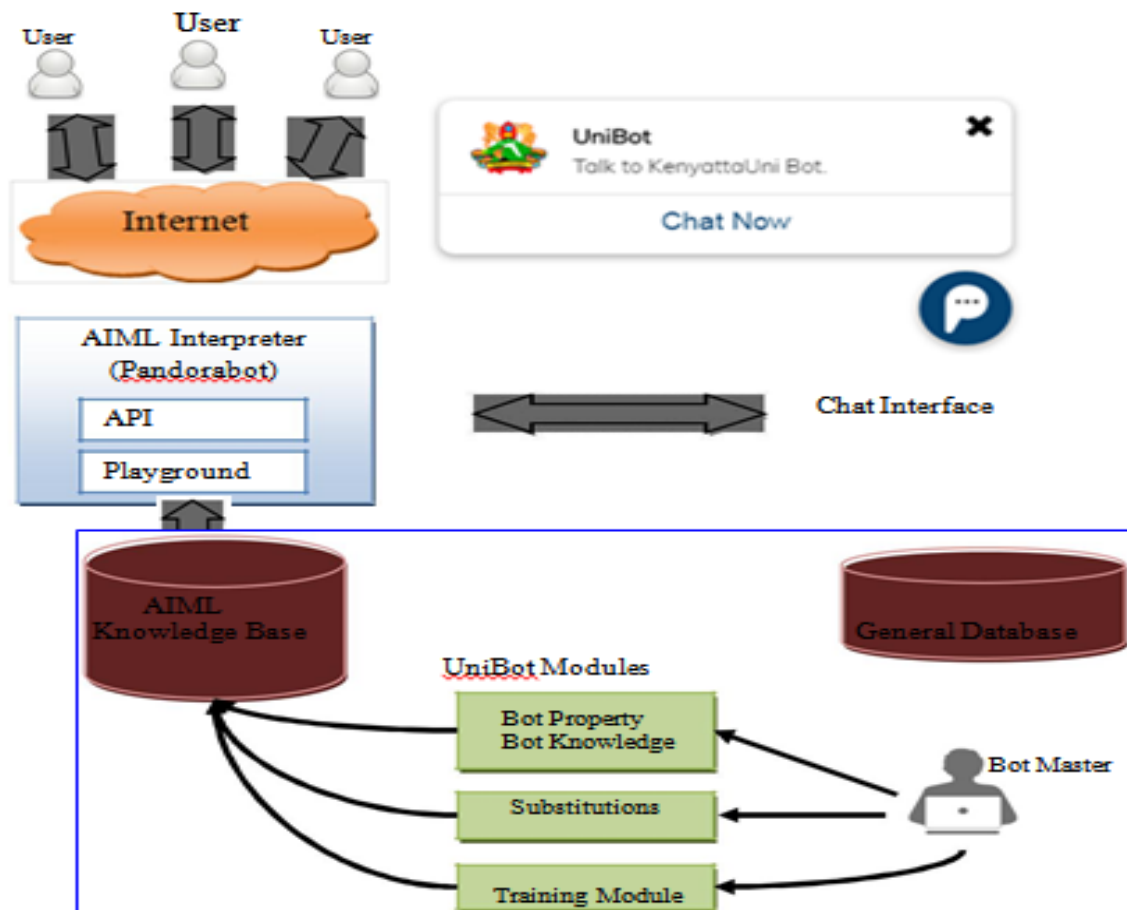 User
User
User
Internet
UniBot
Talk to KenyattaUni Bot.
Chat Now
AIML Interpreter
(Pandorabot)
API
Playground
Chat Interface
AIML
Knowledge Base
General Database
UniBot Modules
Bot Property
Bot Knowledge
Substitutions
Training Module
Bot Master